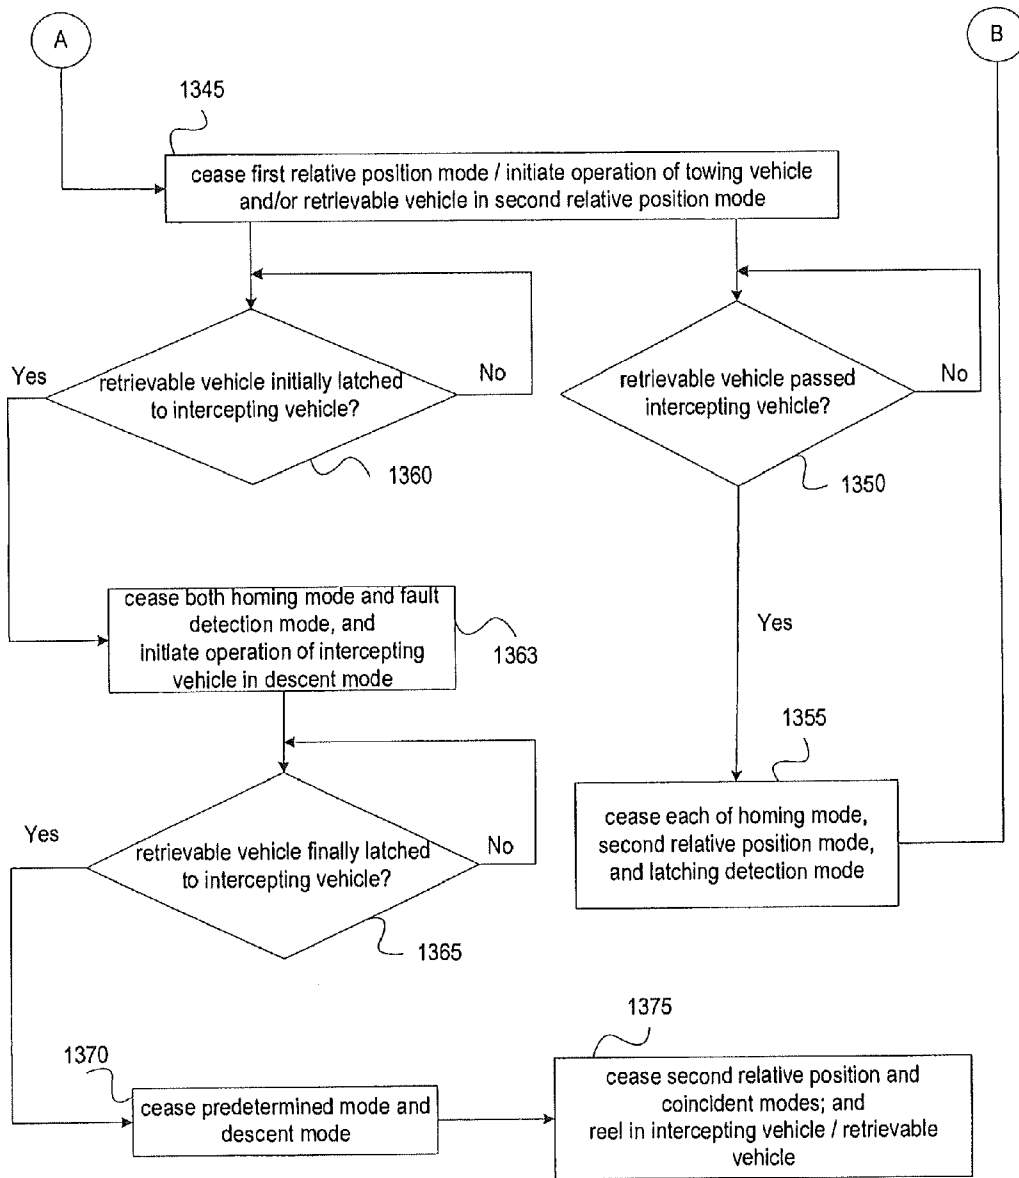 A
B
1345
cease first relative position mode / initiate operation of towing vehicle
and/or retrievable vehicle in second relative position mode
Yes
retrievable vehicle initially latched
to intercepting vehicle?
No
1360
retrievable vehicle passed
intercepting vehicle?
No
1350
cease both homing mode and fault
detection mode, and
initiate operation of intercepting
vehicle in descent mode
1363
Yes
1355
cease each of homing mode,
second relative position mode,
and latching detection mode
Yes
retrievable vehicle finally latched
to intercepting vehicle?
No
1365
1370
cease predetermined mode and
descent mode
1375
cease second relative position and
coincident modes; and
reel in intercepting vehicle / retrievable
vehicle